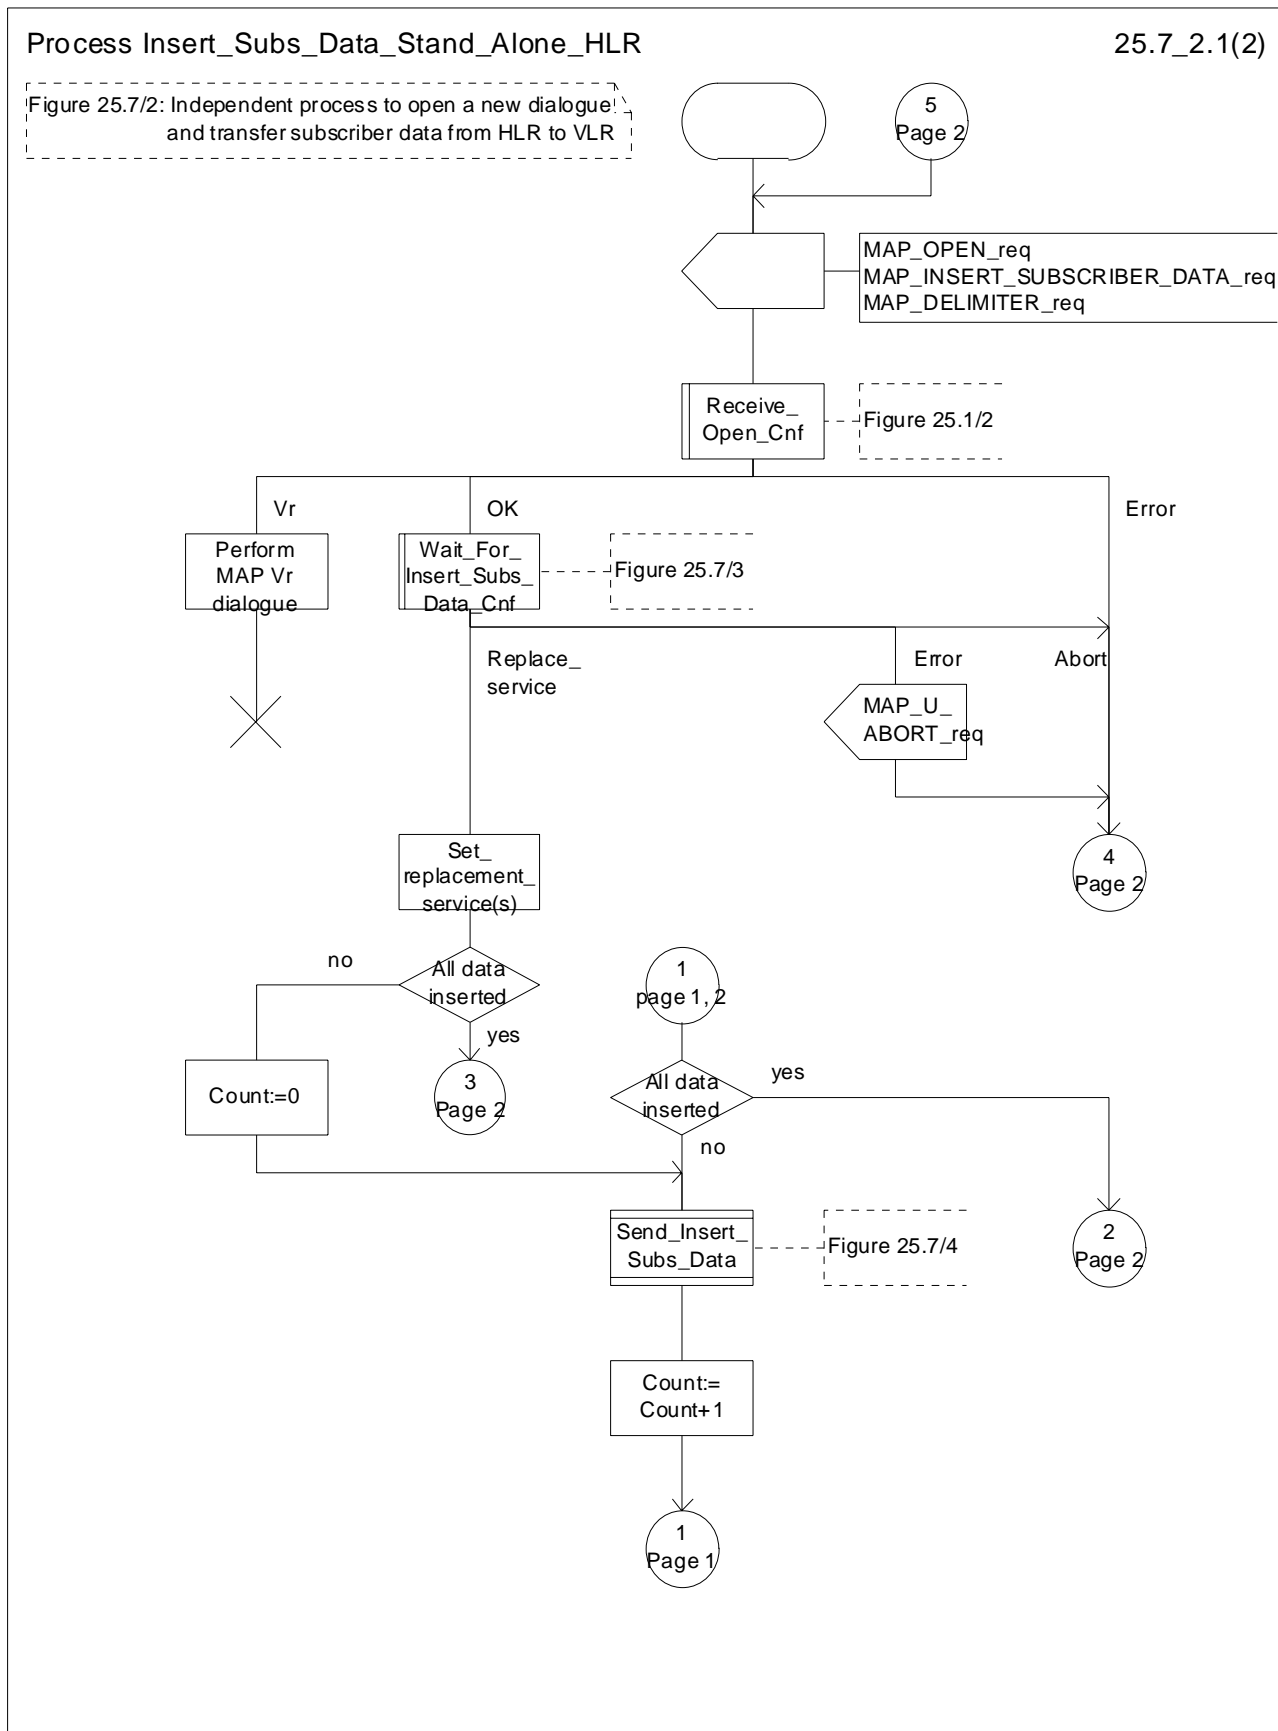 Process Insert_Subs_Data_Stand_Alone_HLR
25.7_2.1(2)
Figure 25.7/2: Independent process to open a new dialogue
and transfer subscriber data from HLR to VLR
5
Page 2
MAP_OPEN_req
MAP_INSERT_SUBSCRIBER_DATA_req
MAP_DELIMITER_req
Receive_
Open_Cnf
Figure 25.1/2
Vr
OK
Error
Perform
MAP Vr
dialogue
Wait_For_
Insert_Subs_
Data_Cnf
Figure 25.7/3
Replace_
service
Error
Abort
MAP_U_
ABORT_req
Set_
replacement_
service(s)
4
Page 2
no
All data
inserted
yes
1
page 1, 2
Count:=0
3
Page 2
All data
inserted
yes
no
Send_Insert_
Subs_Data
Figure 25.7/4
2
Page 2
Count:=
Count+1
1
Page 1